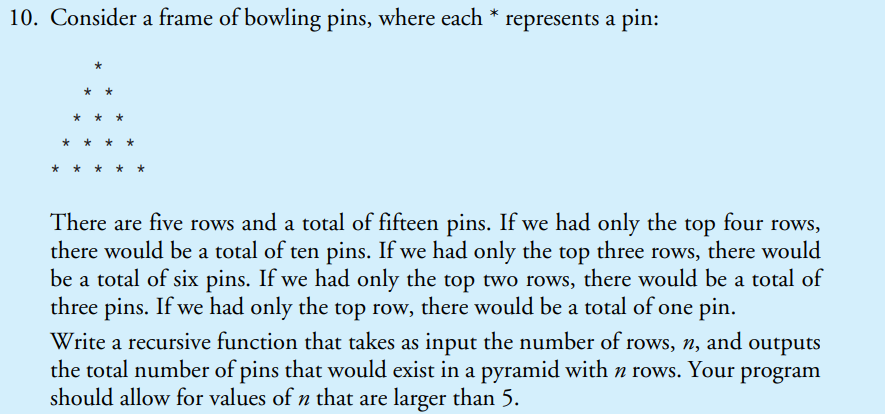 10. Consider a frame of bowling pins, where each * represents a pin:
*
* *
* * *
* * * *
* * * * *
There are five rows and a total of fifteen pins. If we had only the top four rows,
there would be a total of ten pins. If we had only the top three rows, there would
be a total of six pins. If we had only the top two rows, there would be a total of
three pins. If we had only the top row, there would be a total of one pin.
Write a recursive function that takes as input the number of rows, n, and outputs
the total number of pins that would exist in a pyramid with n rows. Your program
should allow for values of n that are larger than 5.